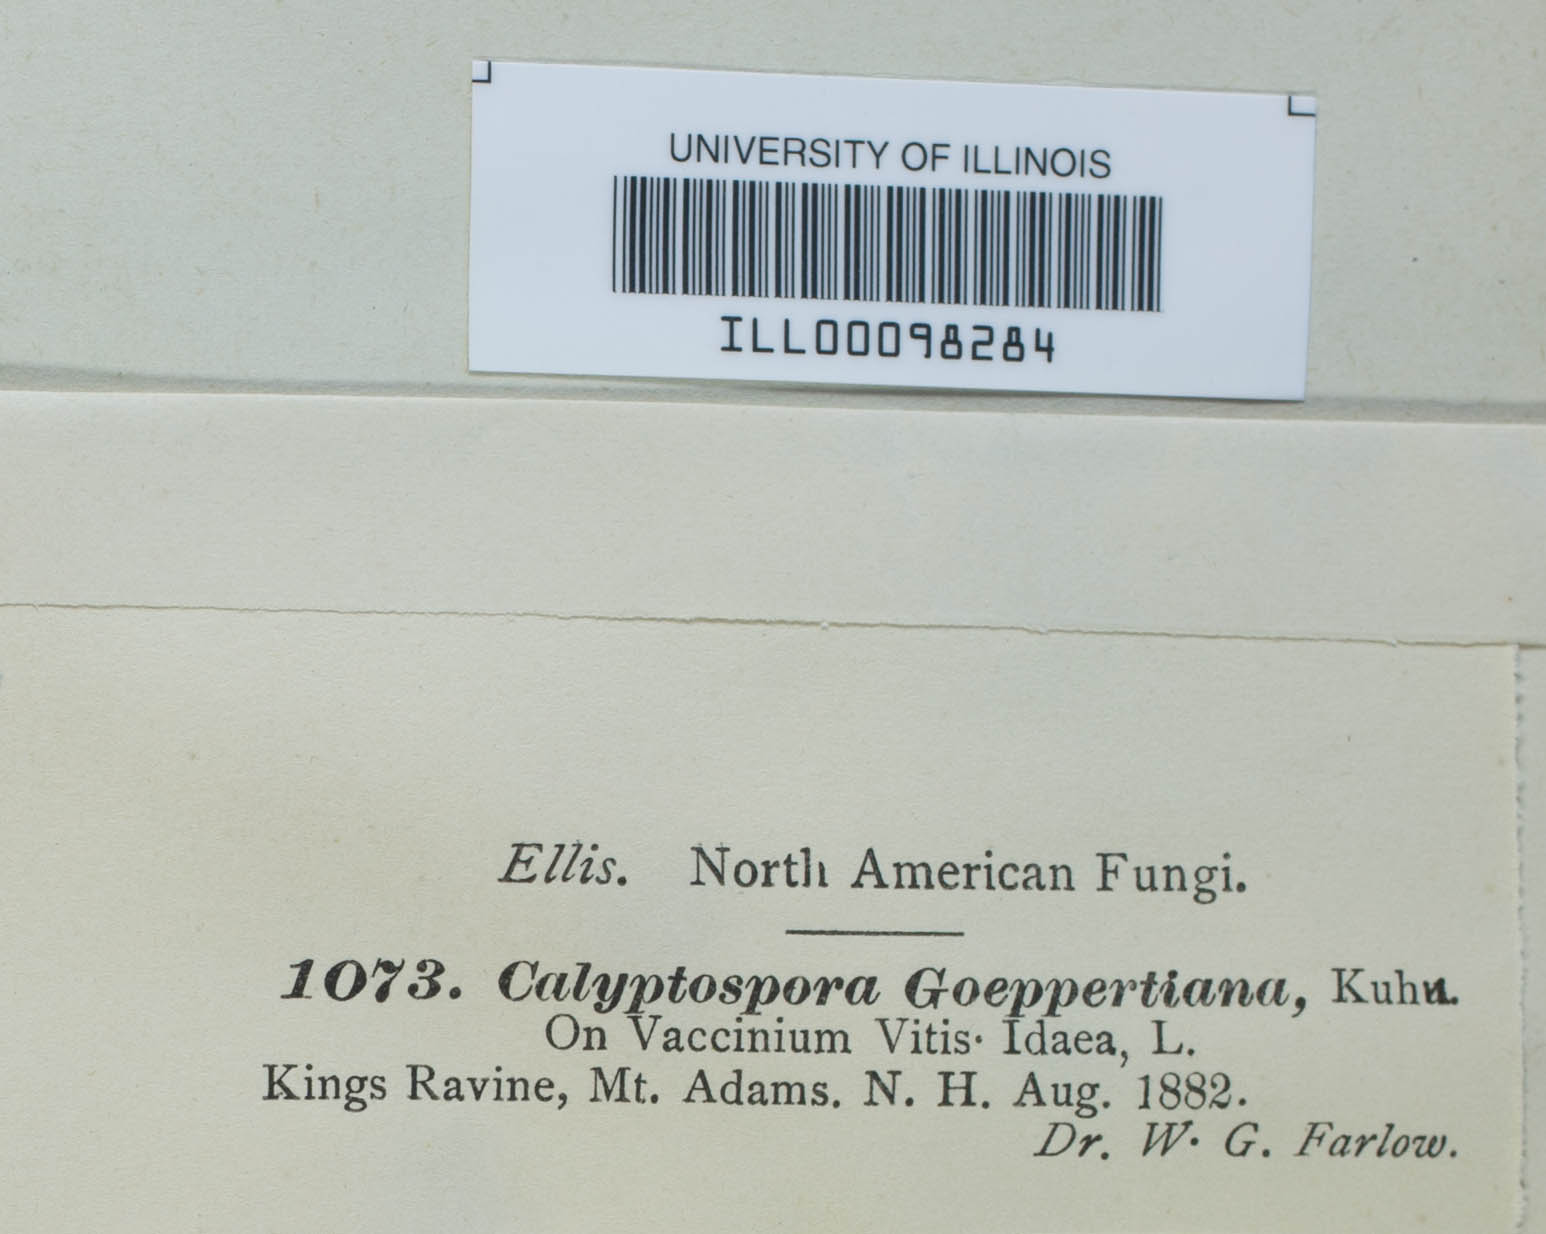 UNIVERSITY OF ILLINOIS
ILL00098284
Ellis. North American Fungi.
1073. Calyptospora Goeppertiana, Kuhn.
On Vaccinium Vitis· Idaea, L.
Kings Ravine, Mt. Adams. N. H. Aug. 1882.
Dr. W. G. Farlow.